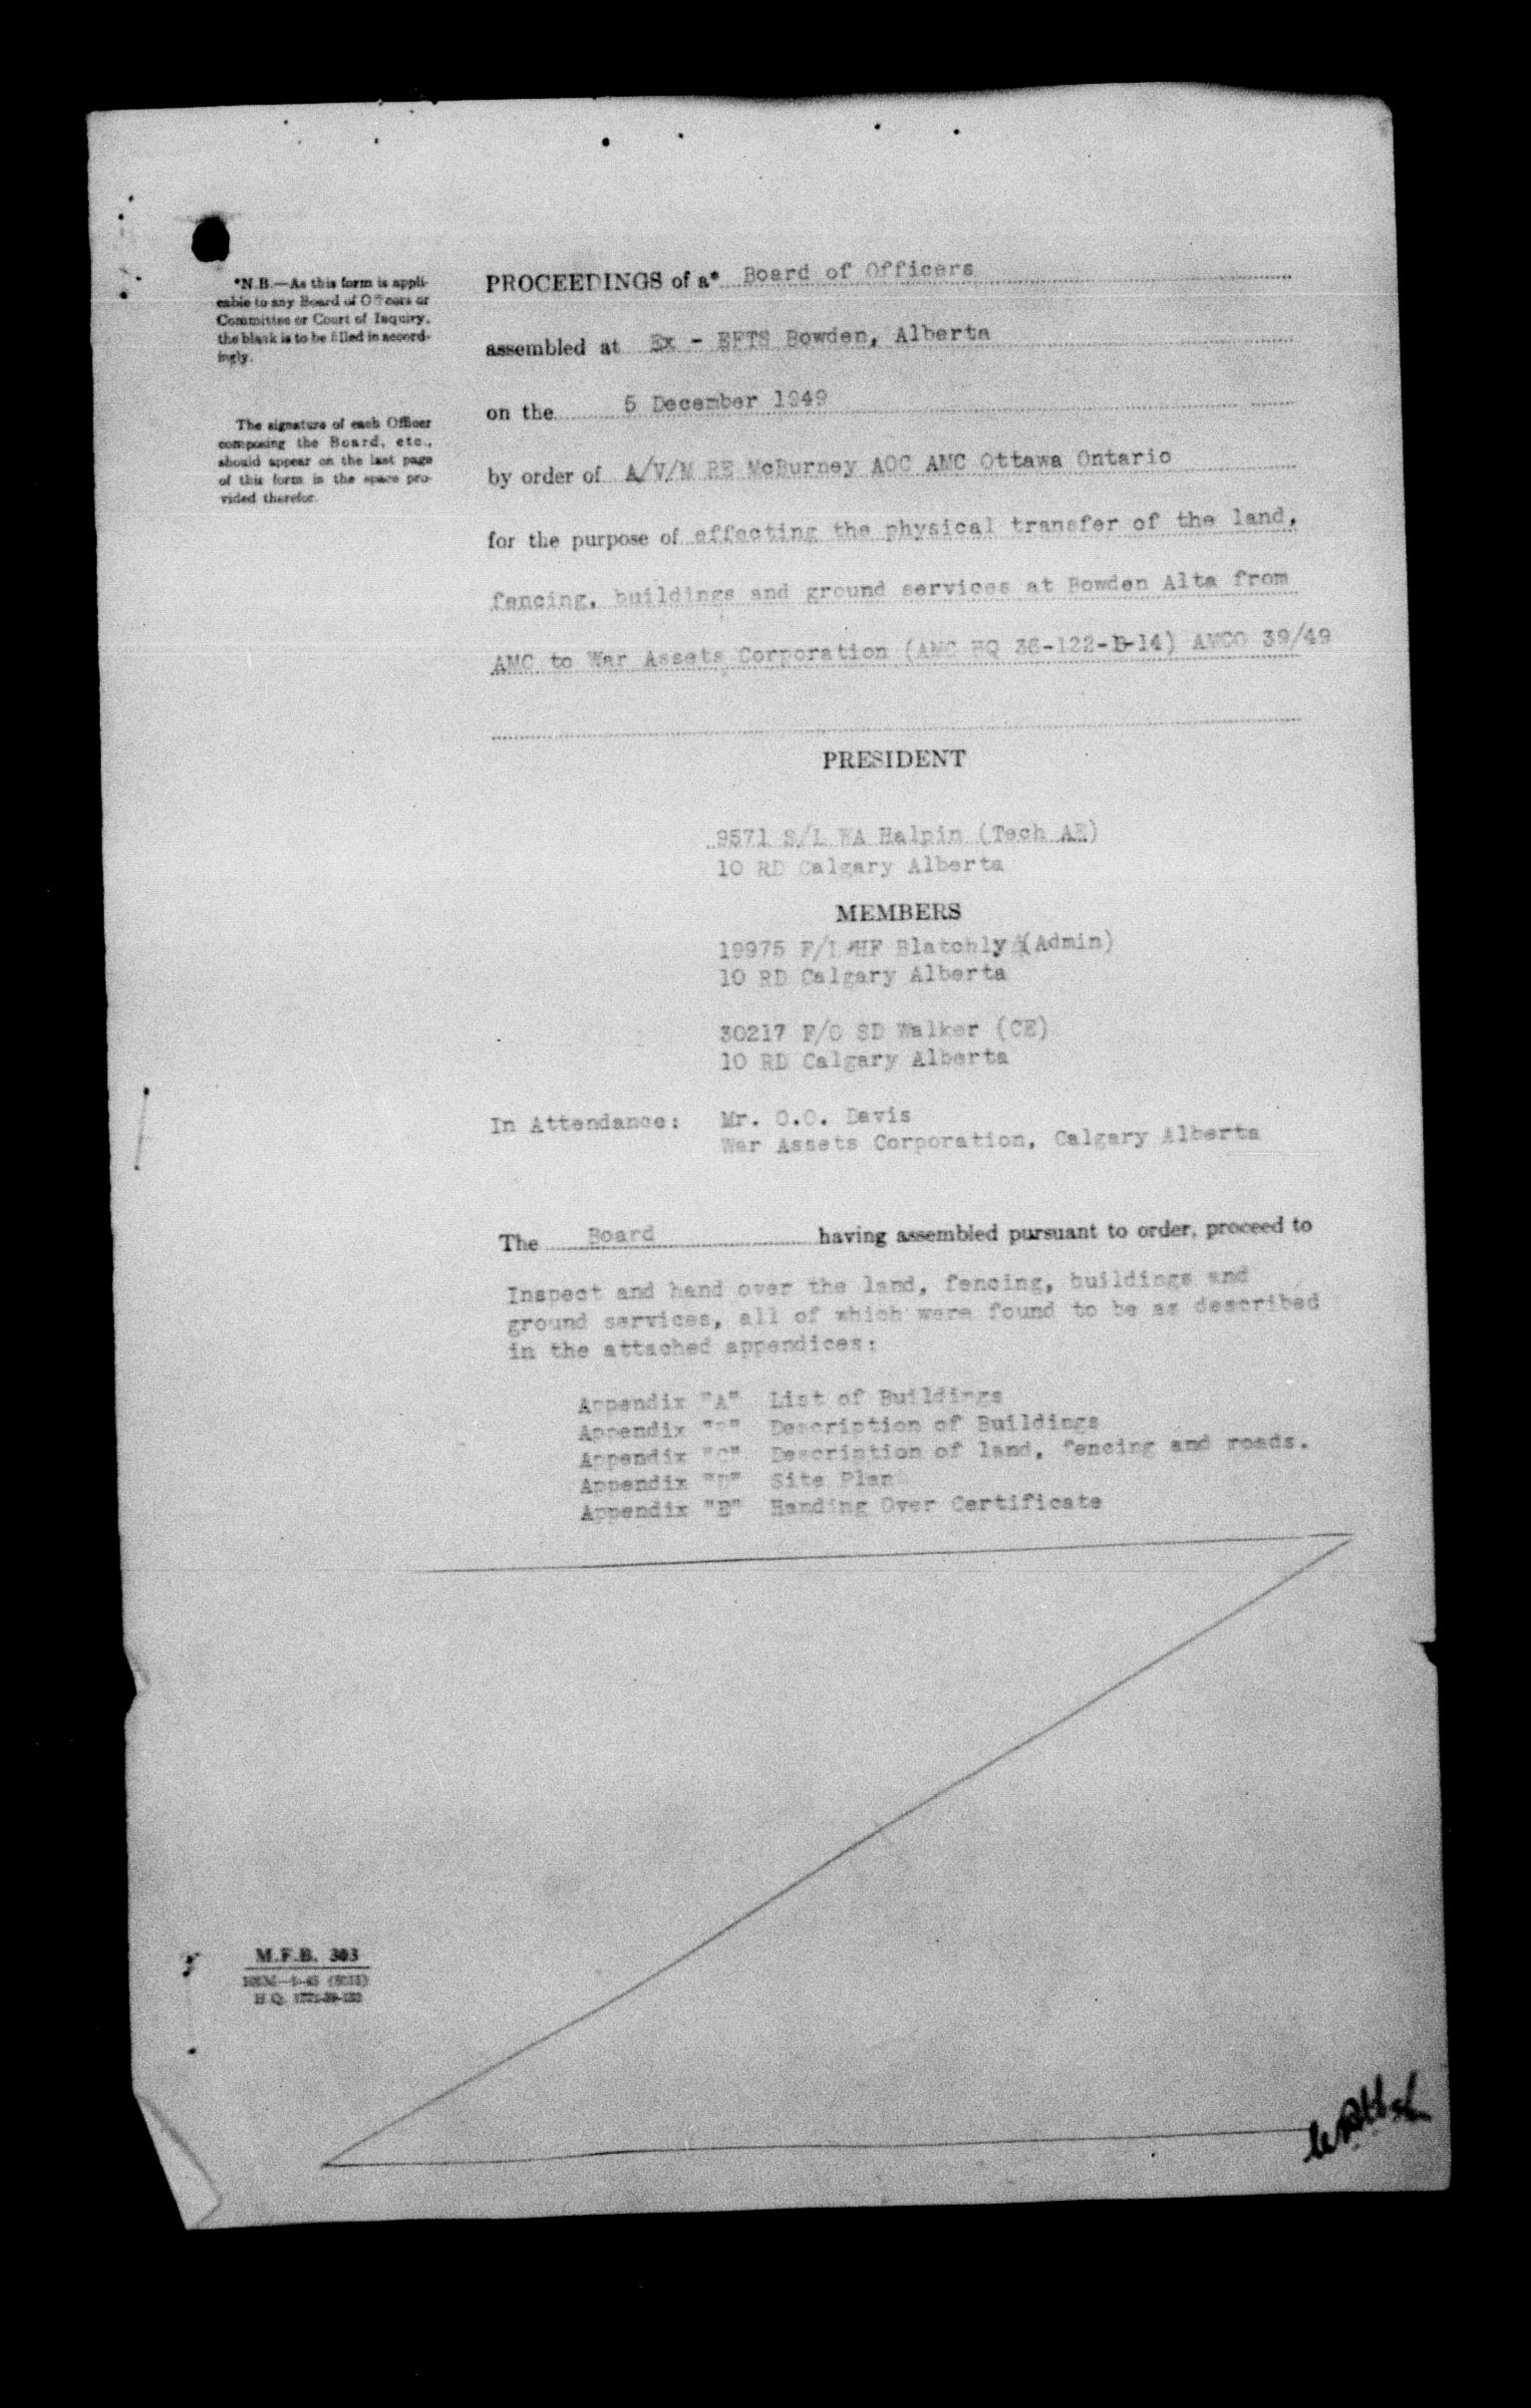 *N.B.—As this form is appli-
cable to any Board of Officers or
Committee or Court of Inquiry,
the blank is to be filled in accord-
ingly.
The signature of each Officer
composing the Board, etc.,
should appear on the last page
of this form in the space pro-
vided therefor.
PROCEEDINGS of a* Board of Officers
assembled at Ex - EFTS Bowden, Alberta
on the 5 December 1949
by order of A/V/M RE McBurney AOC AMC Ottawa Ontario
for the purpose of effecting the physical transfer of the land,
fencing, buildings and ground services at Bowden Alta from
AMC to War Assets Corporation (AMC HQ 36-122-B-14) AMCO 39/49
PRESIDENT
9571 S/L WA Halpin (Tech AE)
10 RD Calgary Alberta
MEMBERS
19975 F/L HF Blatchly (Admin)
10 RD Calgary Alberta
30217 F/O SD Walker (CE)
10 RD Calgary Alberta
In Attendance: Mr. O.O. Davis
War Assets Corporation, Calgary Alberta
The Board having assembled pursuant to order, proceed to
Inspect and hand over the land, fencing, buildings and
ground services, all of which were found to be as described
in the attached appendices:
Appendix "A" List of Buildings
Appendix "B" Description of Buildings
Appendix "C" Description of land, fencing and roads.
Appendix "D" Site Plan
Appendix "E" Handing Over Certificate
M.F.B. 303
H.Q.